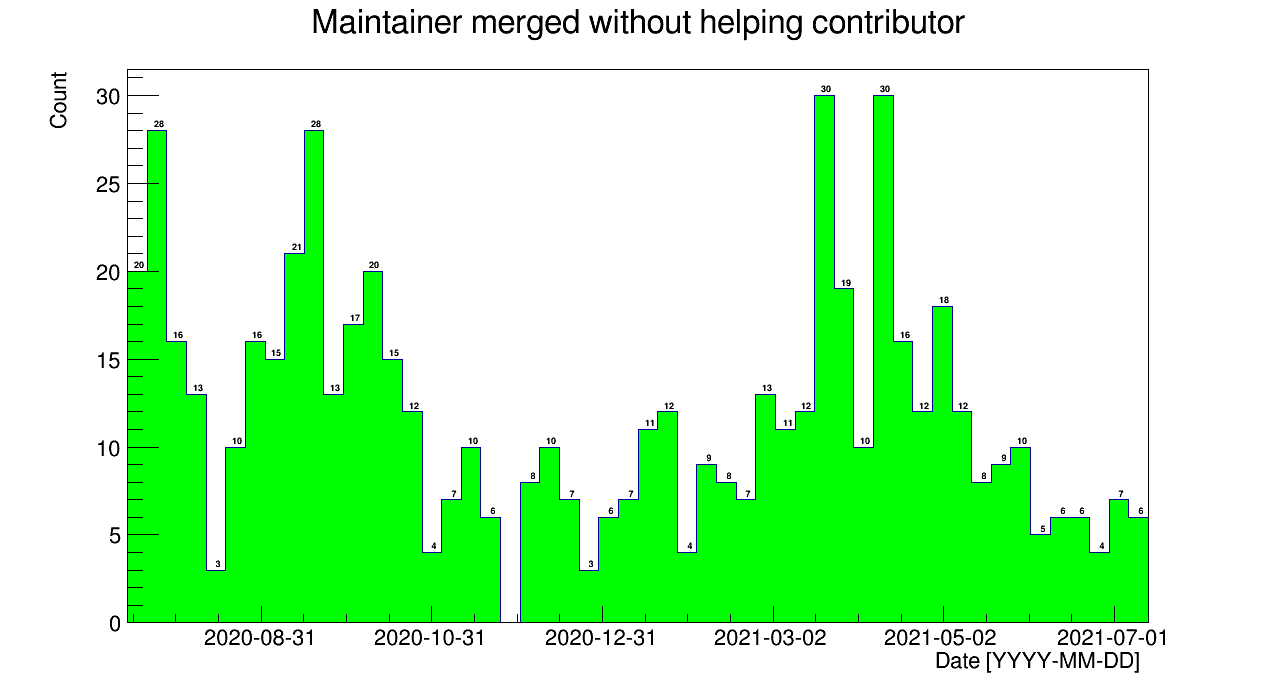 Maintainer merged without helping contributor
Count
30
25
20
15
10
5
0
20 28 16 13 3 10 16 15 21 28 13 17 20 15 12 4 7 10 6 8 10 7 3 6 7 11 12 4 9 8 7 13 11 12 30 19 10 30 16 12 18 12 8 9 10 5 6 6 4 7 6
2020-08-31 2020-10-31 2020-12-31 2021-03-02 2021-05-02 2021-07-01
Date [YYYY-MM-DD]